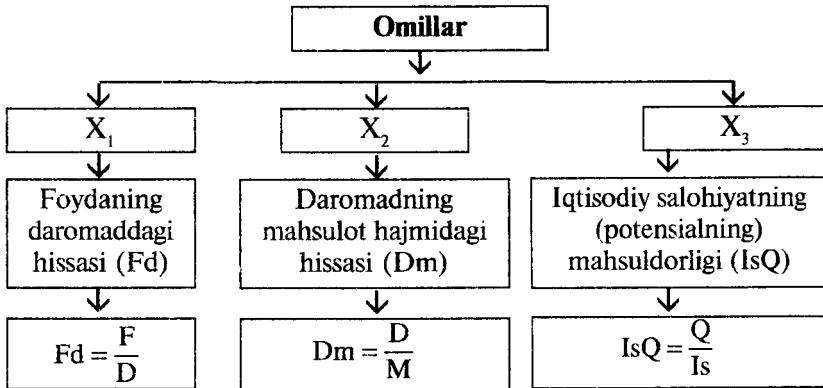 Omillar
X₁
X₂
X₃
Foydaning
daromaddagi
hissasi (Fd)
Daromadning
mahsulot hajmidagi
hissasi (Dm)
Iqtisodiy salohiyatning
(potensialning)
mahsuldorligi (IsQ)
Fd = F/D
Dm = D/M
IsQ = Q/Is